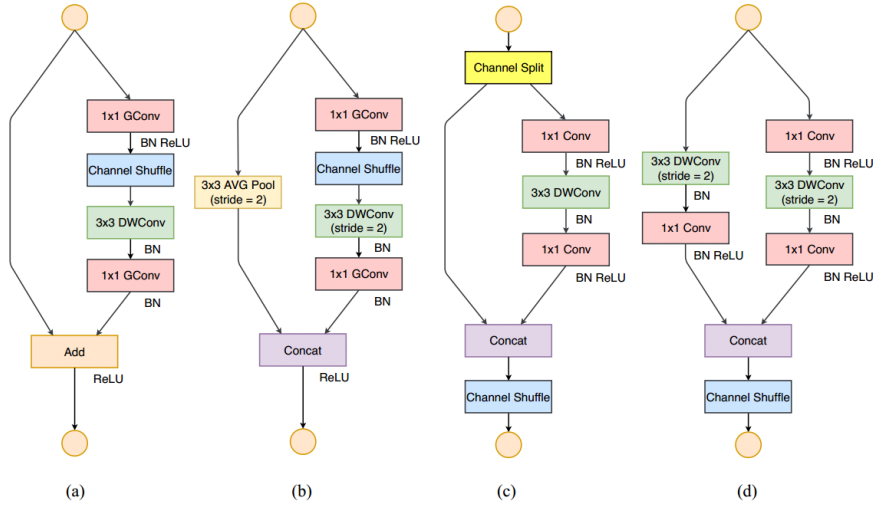 1x1 GConv
BN ReLU
Channel Shuffle
3x3 DWConv
BN
1x1 GConv
BN
Add
ReLU
(a)
1x1 GConv
BN ReLU
Channel Shuffle
3x3 AVG Pool
(stride = 2)
3x3 DWConv
(stride = 2)
BN
1x1 GConv
BN
Concat
ReLU
(b)
Channel Split
1x1 Conv
BN ReLU
3x3 DWConv
BN
1x1 Conv
BN ReLU
Concat
Channel Shuffle
(c)
3x3 DWConv
(stride = 2)
BN
1x1 Conv
BN ReLU
1x1 Conv
BN ReLU
3x3 DWConv
(stride = 2)
BN
1x1 Conv
BN ReLU
Concat
Channel Shuffle
(d)